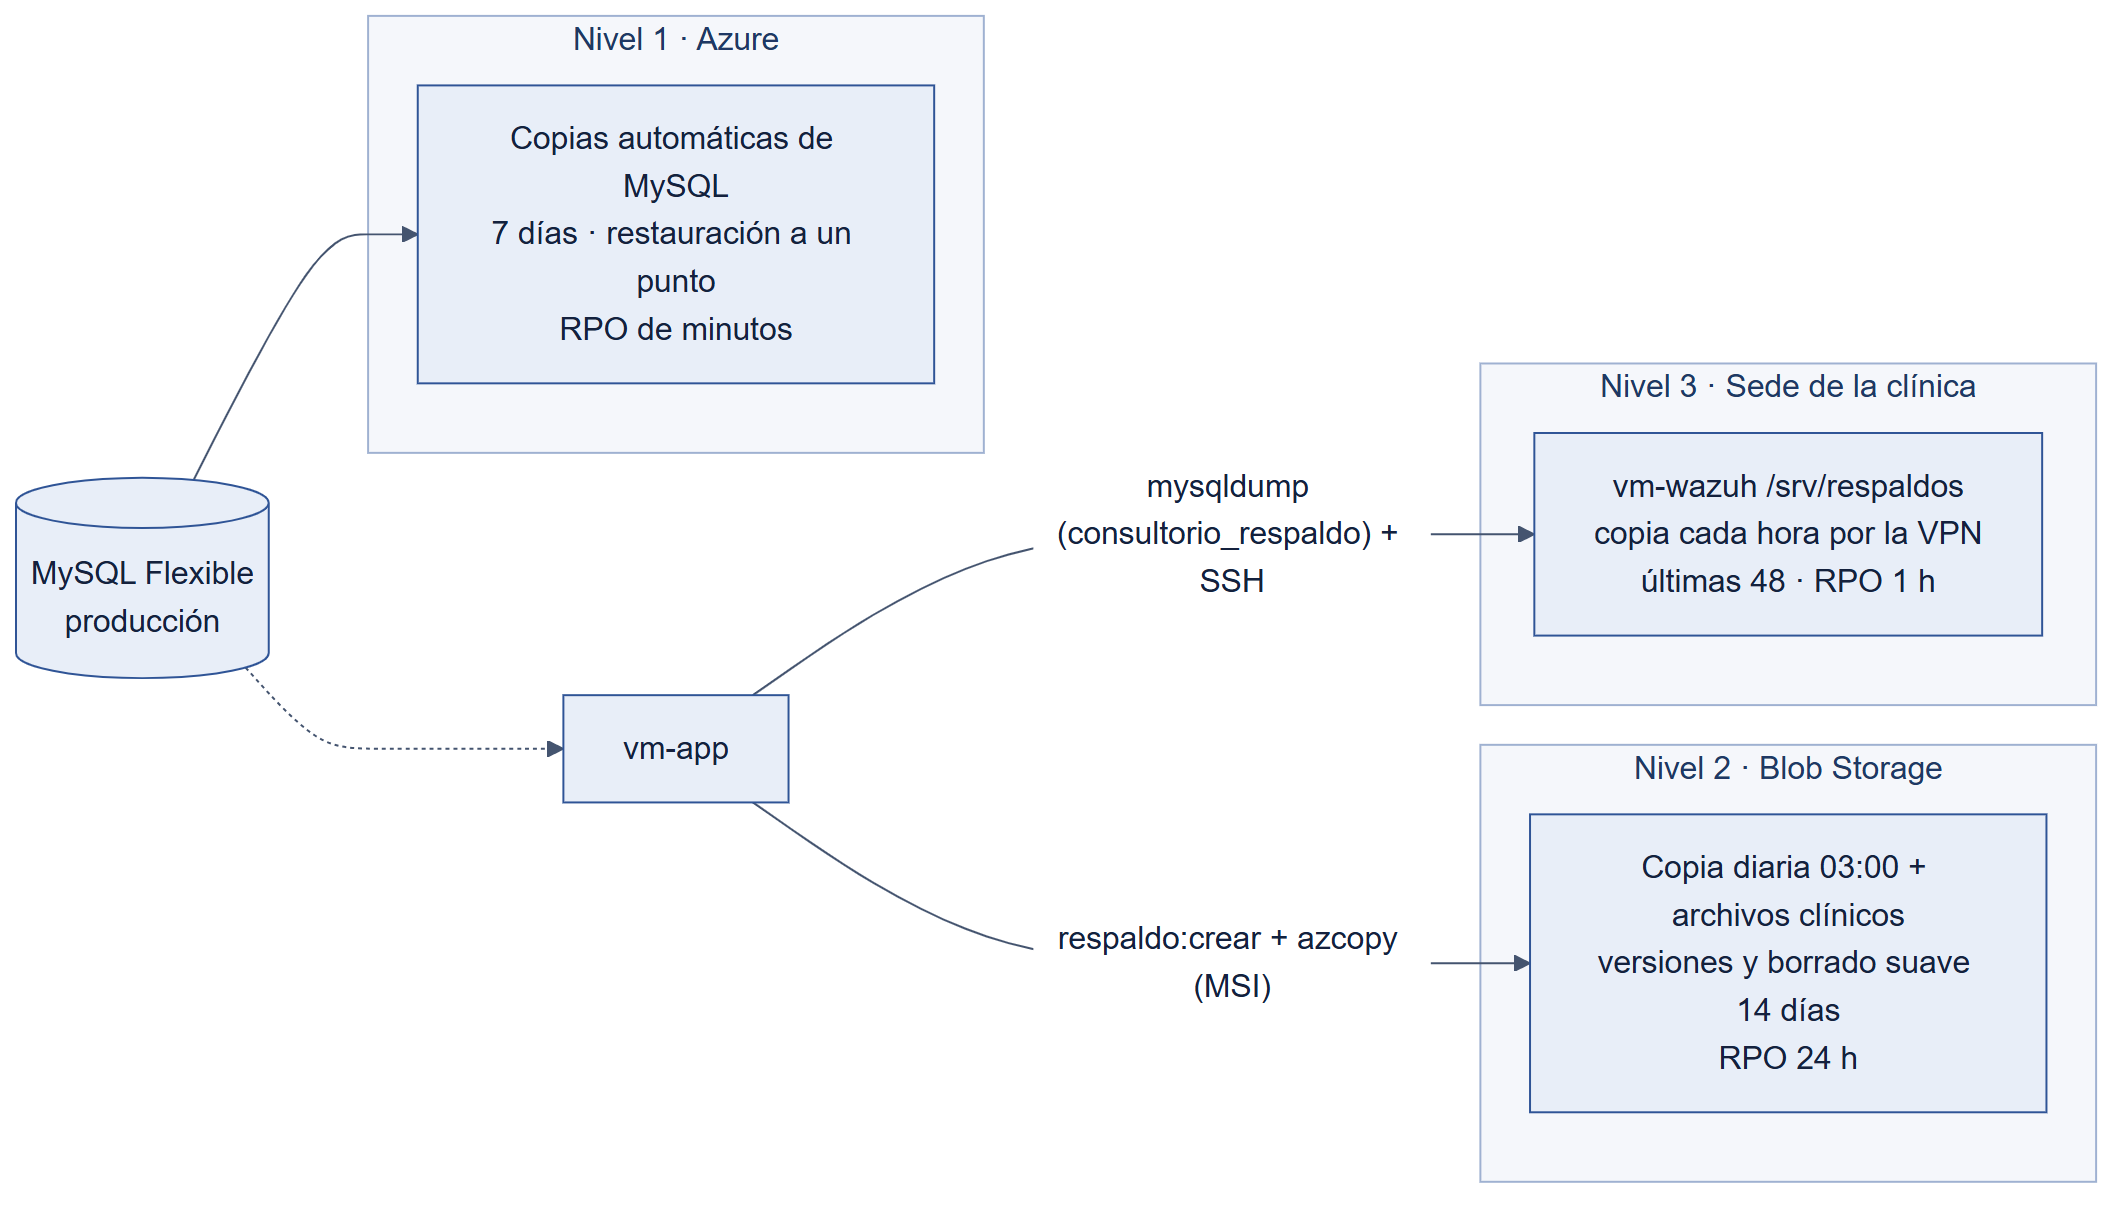 Nivel 1 · Azure
Copias automáticas de
MySQL
7 días · restauración a un
punto
RPO de minutos
MySQL Flexible
producción
vm-app
mysqldump
(consultorio_respaldo) +
SSH
Nivel 3 · Sede de la clínica
vm-wazuh /srv/respaldos
copia cada hora por la VPN
últimas 48 · RPO 1 h
respaldo:crear + azcopy
(MSI)
Nivel 2 · Blob Storage
Copia diaria 03:00 +
archivos clínicos
versiones y borrado suave
14 días
RPO 24 h